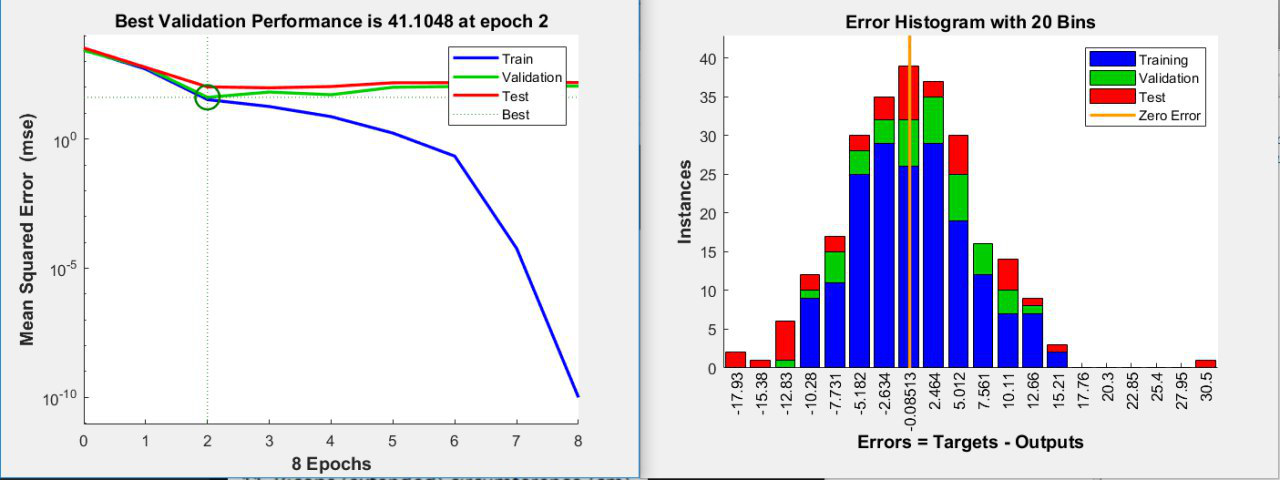 Best Validation Performance is 41.1048 at epoch 2
Train
Validation
Test
Best
10^0
10^-5
10^-10
Mean Squared Error (mse)
0 1 2 3 4 5 6 7 8
8 Epochs
Error Histogram with 20 Bins
Training
Validation
Test
Zero Error
40
35
30
25
20
15
10
5
0
Instances
-17.93
-15.38
-12.83
-10.28
-7.731
-5.182
-2.634
-0.08513
2.464
5.012
7.561
10.11
12.66
15.21
17.76
20.3
22.85
25.4
27.95
30.5
Errors = Targets - Outputs